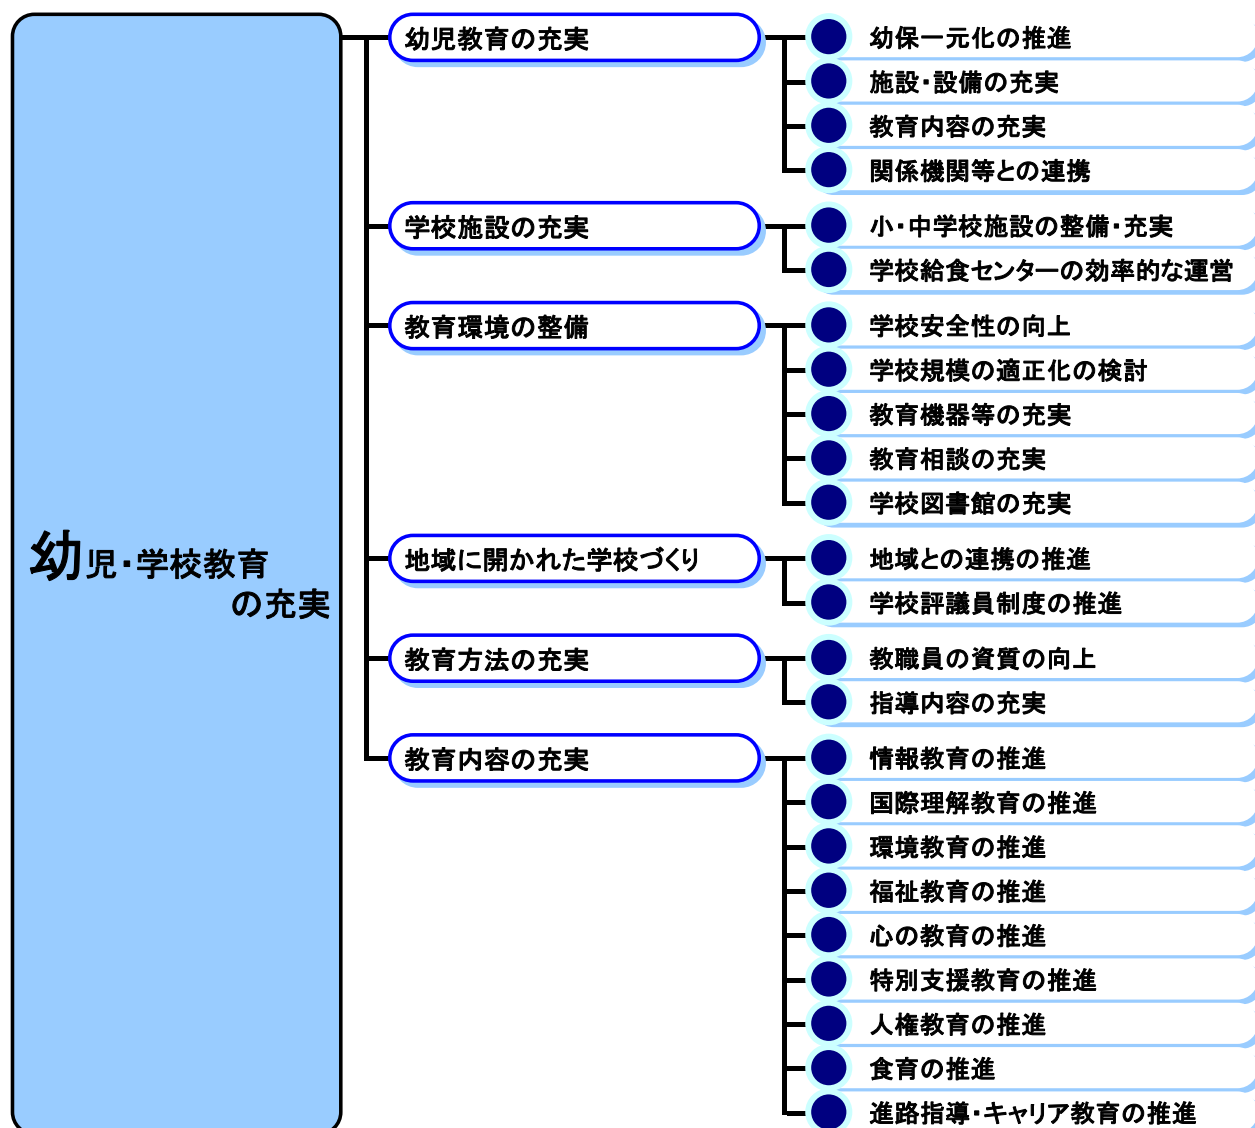 幼児・学校教育
の充実
幼児教育の充実
幼保一元化の推進
施設・設備の充実
教育内容の充実
関係機関等との連携
学校施設の充実
小・中学校施設の整備・充実
学校給食センターの効率的な運営
教育環境の整備
学校安全性の向上
学校規模の適正化の検討
教育機器等の充実
教育相談の充実
学校図書館の充実
地域に開かれた学校づくり
地域との連携の推進
学校評議員制度の推進
教育方法の充実
教職員の資質の向上
指導内容の充実
教育内容の充実
情報教育の推進
国際理解教育の推進
環境教育の推進
福祉教育の推進
心の教育の推進
特別支援教育の推進
人権教育の推進
食育の推進
進路指導・キャリア教育の推進